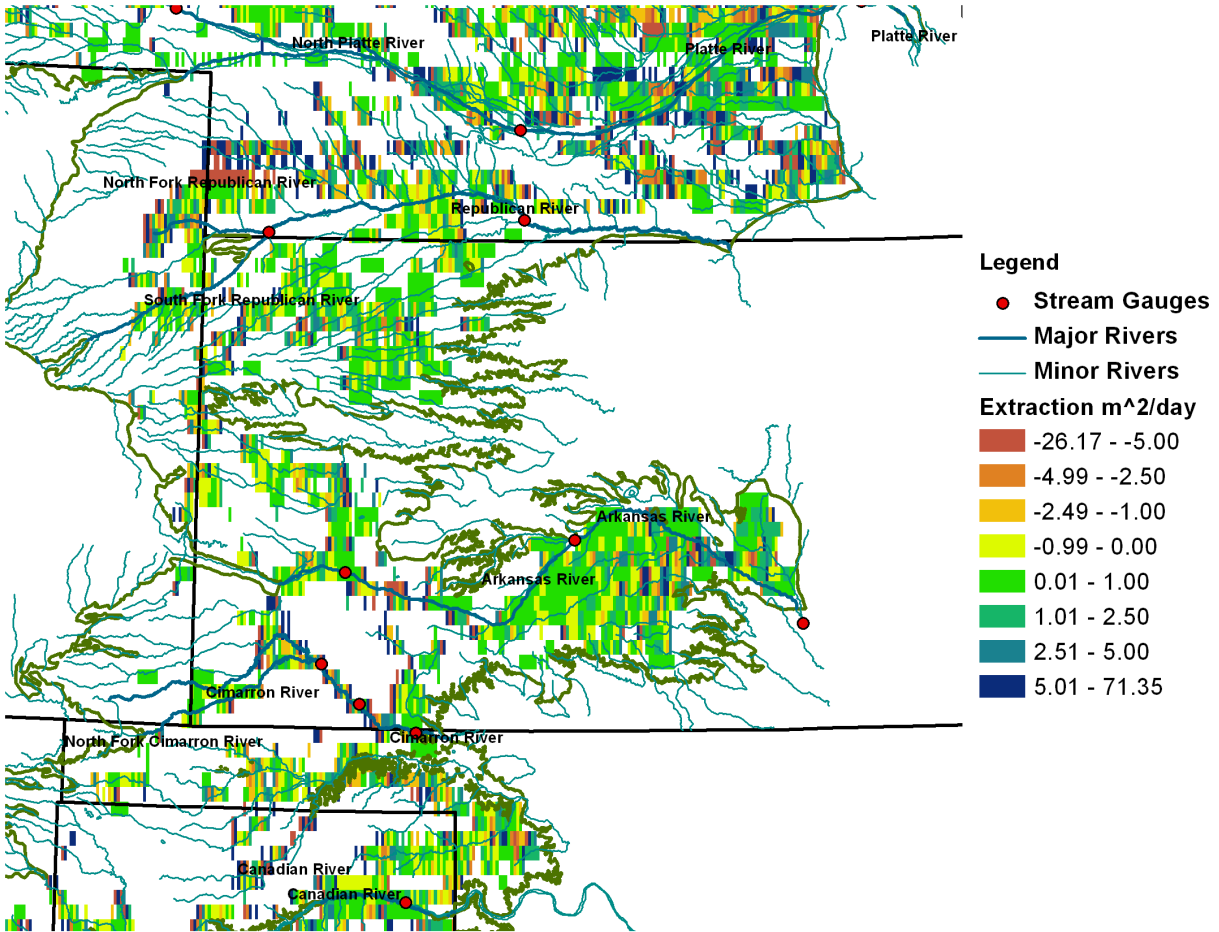 Platte River
North Platte River
Platte River
North Fork Republican River
Republican River
South Fork Republican River
Arkansas River
Arkansas River
Cimarron River
Cimarron River
North Fork Cimarron River
Canadian River
Canadian River
Legend
Stream Gauges
Major Rivers
Minor Rivers
Extraction m^2/day
-26.17 - -5.00
-4.99 - -2.50
-2.49 - -1.00
-0.99 - 0.00
0.01 - 1.00
1.01 - 2.50
2.51 - 5.00
5.01 - 71.35